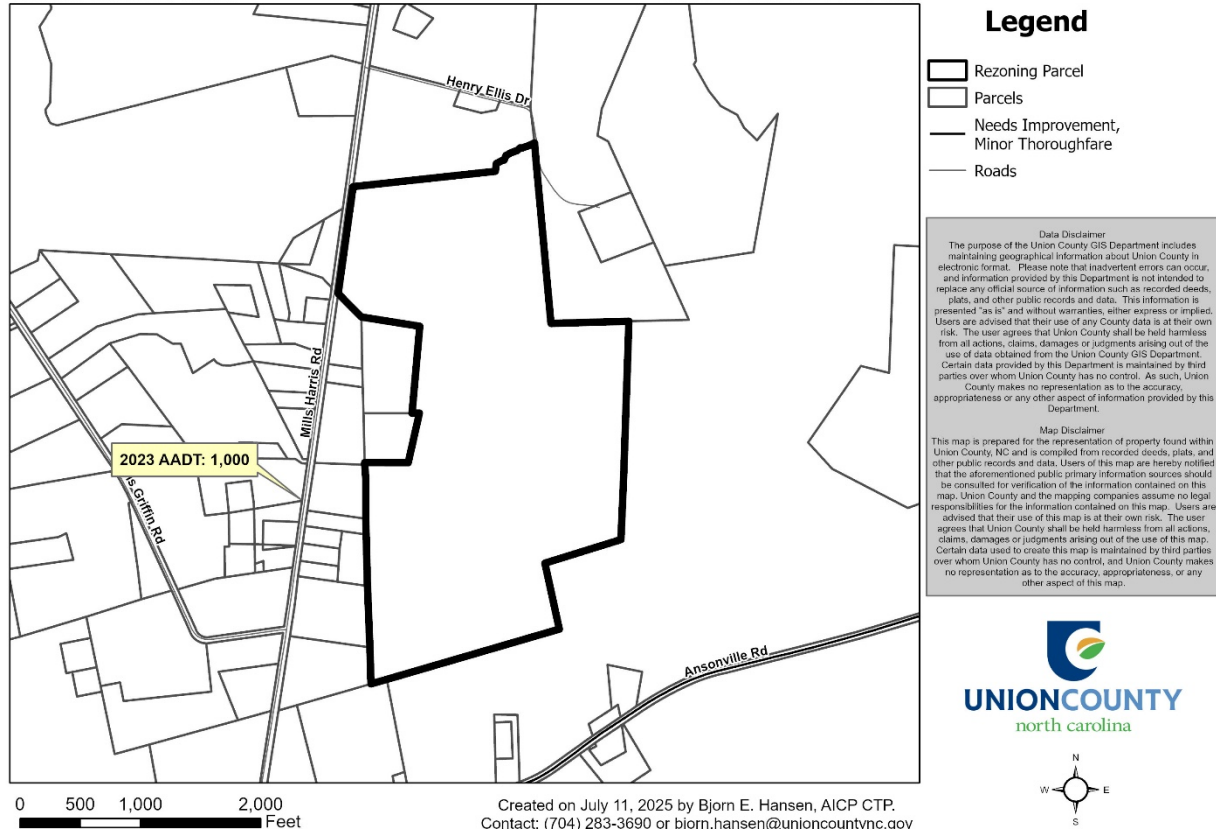 Legend
Rezoning Parcel
Parcels
Needs Improvement,
Minor Thoroughfare
Roads
Henry Ellis Dr
Mills Harris Rd
2023 AADT: 1,000
s Griffin Rd
Ansonville Rd
Data Disclaimer
The purpose of the Union County GIS Department includes
maintaining geographical information about Union County in
electronic format. Please note that inadvertent errors can occur,
and information provided by this Department is not intended to
replace any official source of information such as recorded deeds,
plats, and other public records and data. This information is
presented "as is" and without warranties, either express or implied.
Users are advised that their use of any County data is at their own
risk. The user agrees that Union County shall be held harmless
from all actions, claims, damages or judgments arising out of the
use of data obtained from the Union County GIS Department.
Certain data provided by this Department is maintained by third
parties over whom Union County has no control. As such, Union
County makes no representation as to the accuracy,
appropriateness or any other aspect of information provided by this
Department.
Map Disclaimer
This map is prepared for the representation of property found within
Union County, NC and is compiled from recorded deeds, plats, and
other public records and data. Users of this map are hereby notified
that the aforementioned public primary information sources should
be consulted for verification of the information contained on this
map. Union County and the mapping companies assume no legal
responsibilities for the information contained on this map. Users are
advised that their use of this map is at their own risk. The user
agrees that Union County shall be held harmless from all actions,
claims, damages or judgments arising out of the use of this map.
Certain data used to create this map is maintained by third parties
over whom Union County has no control, and Union County makes
no representation as to the accuracy, appropriateness, or any
other aspect of this map.
UNIONCOUNTY
north carolina
N
W E
S
0 500 1,000 2,000
Feet
Created on July 11, 2025 by Bjorn E. Hansen, AICP CTP.
Contact: (704) 283-3690 or bjorn.hansen@unioncountync.gov